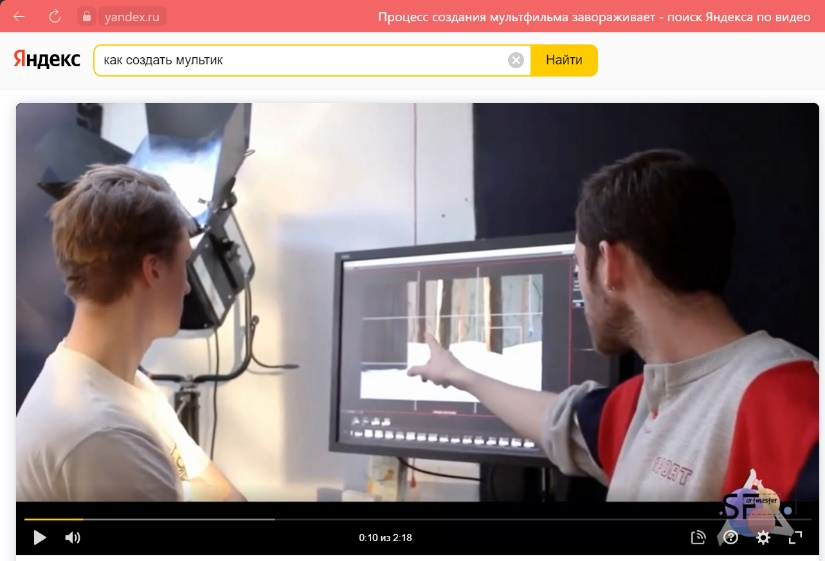 yandex.ru
Процесс создания мультфильма завораживает - поиск Яндекса по видео
Яндекс
как создать мультик
Найти
SF
0:10 из 2:18